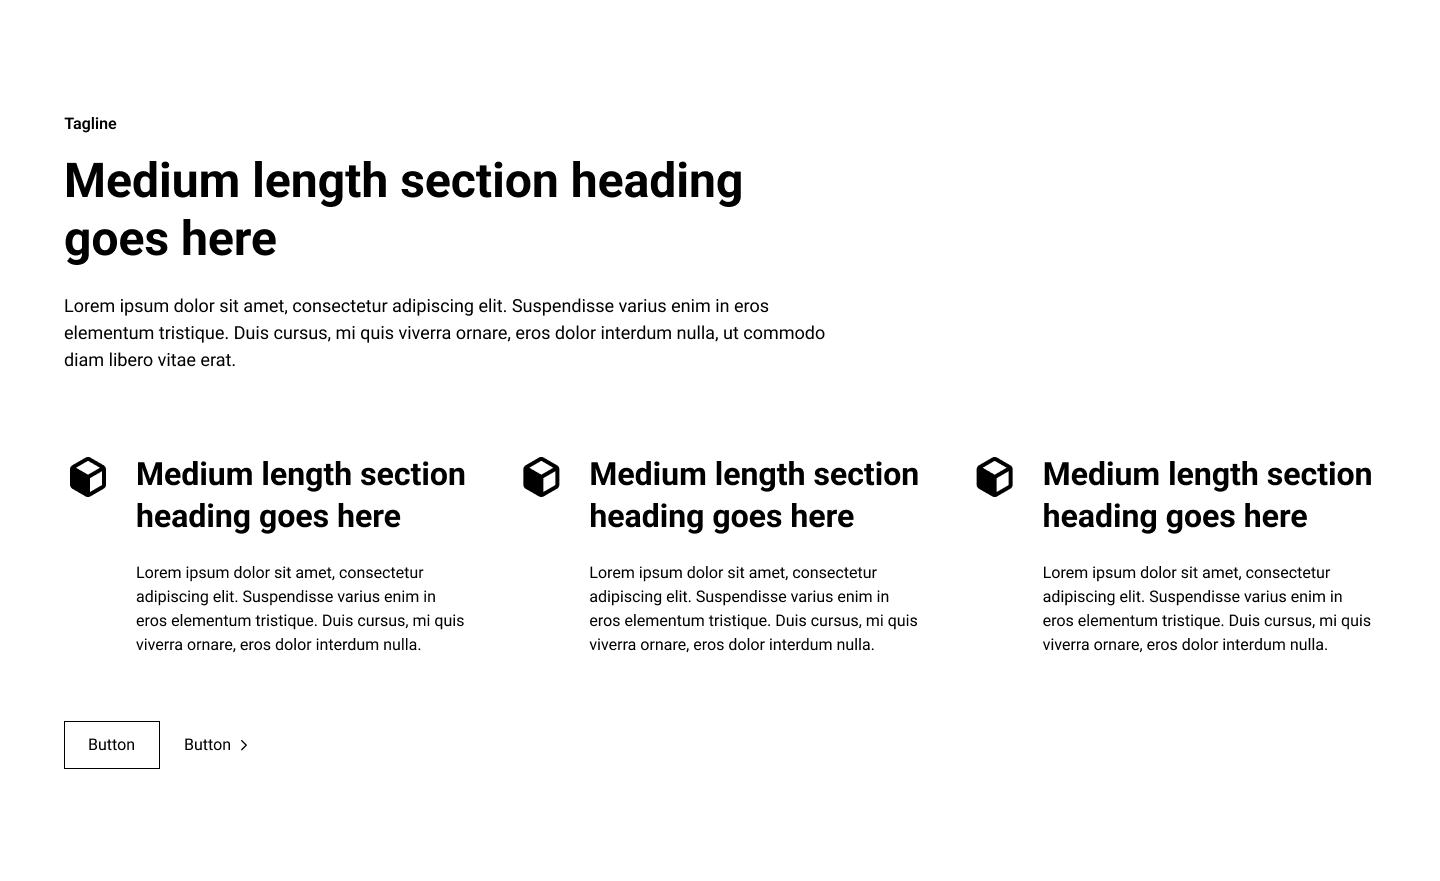 Tagline
Medium length section heading
goes here
Lorem ipsum dolor sit amet, consectetur adipiscing elit. Suspendisse varius enim in eros
elementum tristique. Duis cursus, mi quis viverra ornare, eros dolor interdum nulla, ut commodo
diam libero vitae erat.
Medium length section
heading goes here
Lorem ipsum dolor sit amet, consectetur
adipiscing elit. Suspendisse varius enim in
eros elementum tristique. Duis cursus, mi quis
viverra ornare, eros dolor interdum nulla.
Medium length section
heading goes here
Lorem ipsum dolor sit amet, consectetur
adipiscing elit. Suspendisse varius enim in
eros elementum tristique. Duis cursus, mi quis
viverra ornare, eros dolor interdum nulla.
Medium length section
heading goes here
Lorem ipsum dolor sit amet, consectetur
adipiscing elit. Suspendisse varius enim in
eros elementum tristique. Duis cursus, mi quis
viverra ornare, eros dolor interdum nulla.
Button
Button